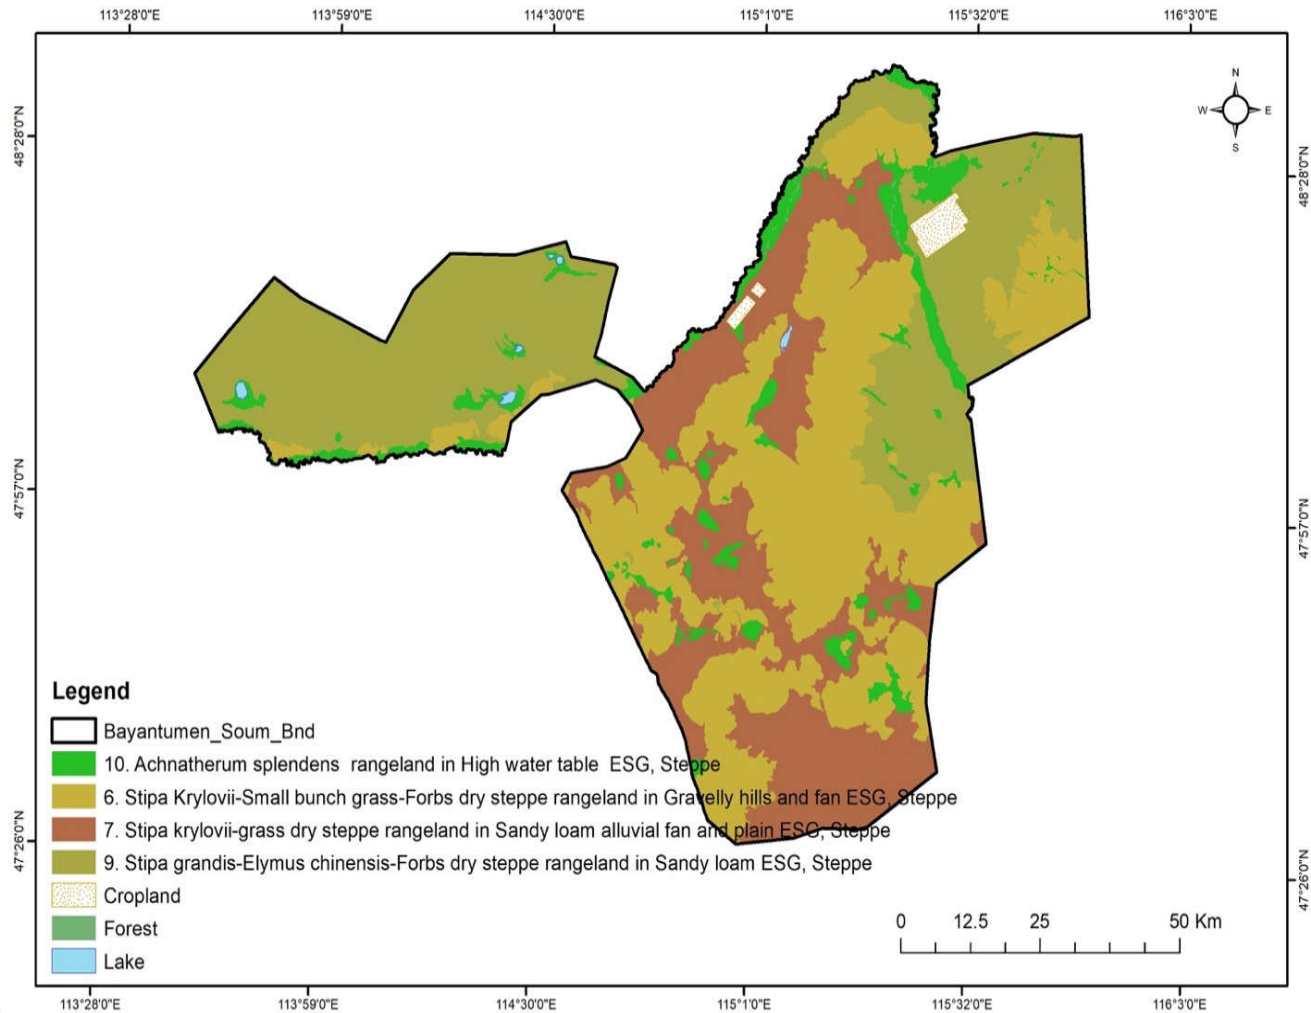 113°28'0"E 113°59'0"E 114°30'0"E 115°1'0"E 115°32'0"E 116°3'0"E
N
W E
S
48°28'0"N
48°28'0"N
47°57'0"N
47°57'0"N
47°26'0"N
47°26'0"N
Legend
Bayantumen_Soum_Bnd
10. Achnatherum splendens rangeland in High water table ESG, Steppe
6. Stipa Krylovii-Small bunch grass-Forbs dry steppe rangeland in Gravelly hills and fan ESG, Steppe
7. Stipa krylovii-grass dry steppe rangeland in Sandy loam alluvial fan and plain ESG, Steppe
9. Stipa grandis-Elymus chinensis-Forbs dry steppe rangeland in Sandy loam ESG, Steppe
Cropland
Forest
Lake
0 12.5 25 50 Km
113°28'0"E 113°59'0"E 114°30'0"E 115°1'0"E 115°32'0"E 116°3'0"E